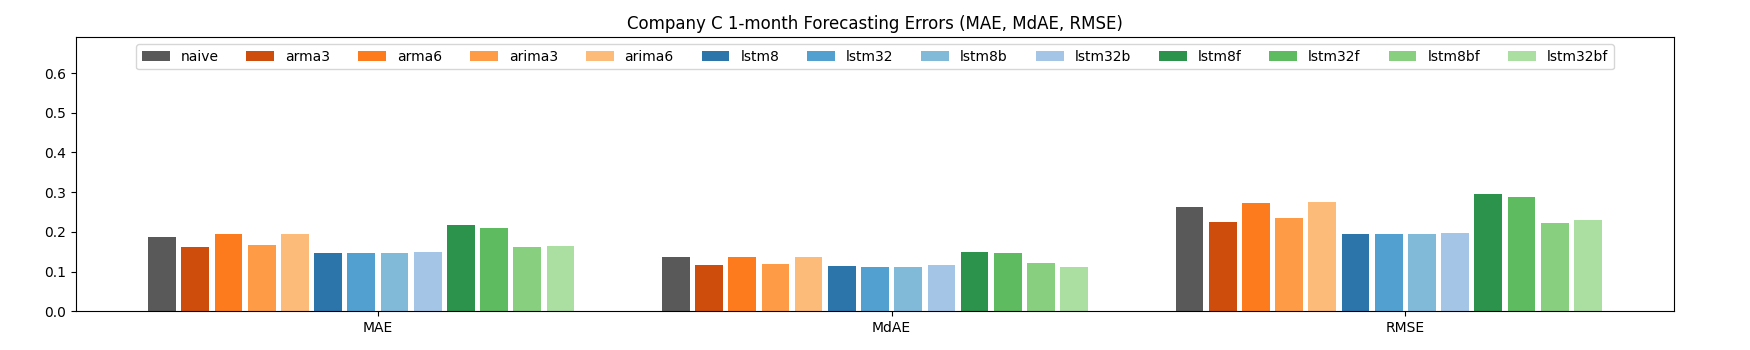 Company C 1-month Forecasting Errors (MAE, MdAE, RMSE)
naive arma3 arma6 arima3 arima6 lstm8 lstm32 lstm8b lstm32b lstm8f lstm32f lstm8bf lstm32bf
0.6
0.5
0.4
0.3
0.2
0.1
0.0
MAE MdAE RMSE